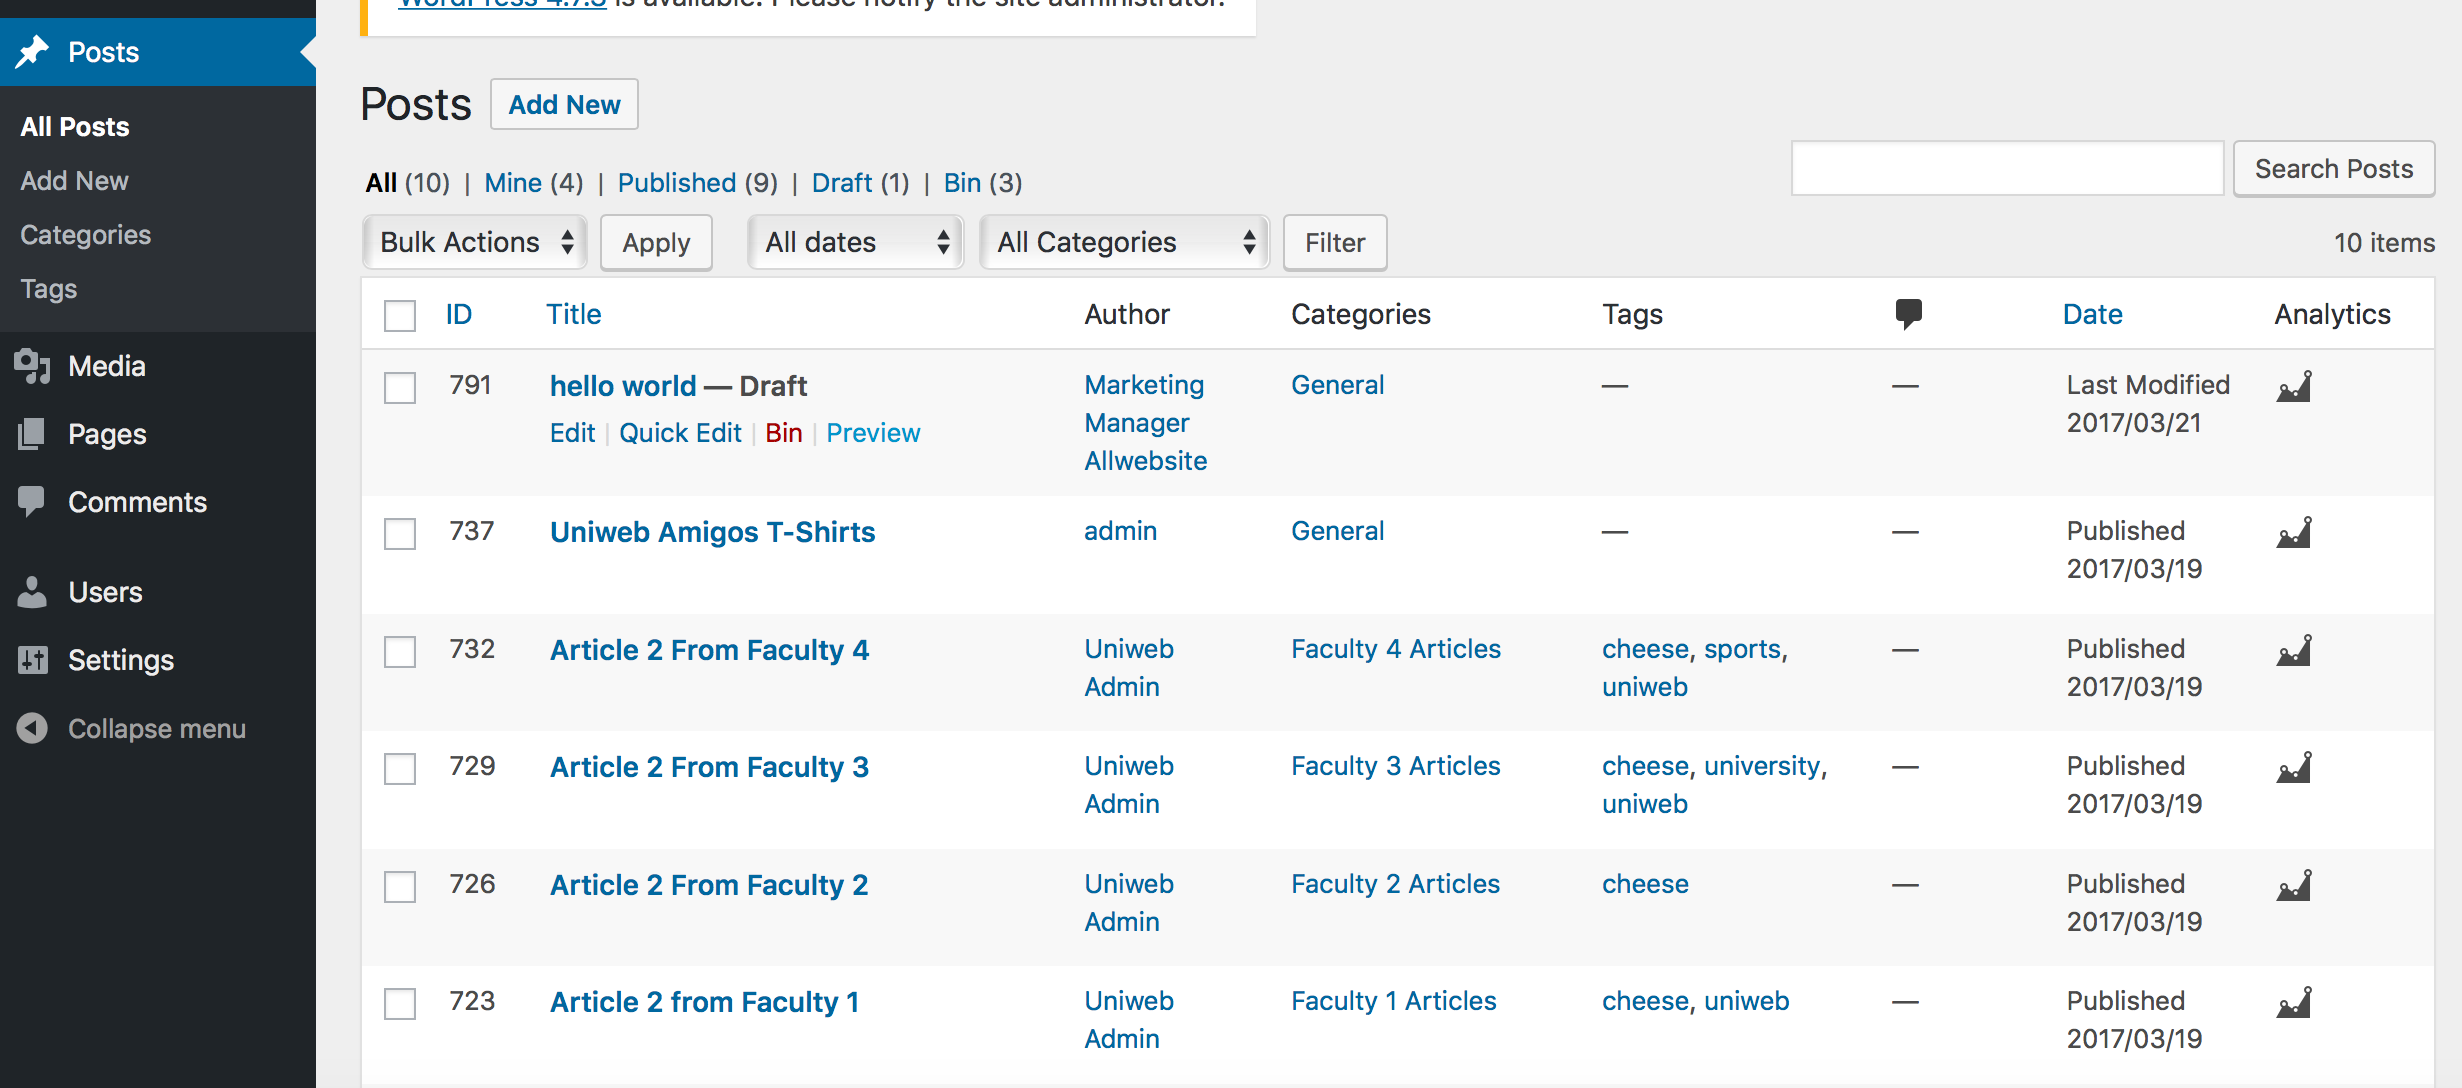 Posts
All Posts
Add New
Categories
Tags
Media
Pages
Comments
Users
Settings
Collapse menu
is available. Please notify the site administrator.
Posts Add New
All (10) | Mine (4) | Published (9) | Draft (1) | Bin (3)
Search Posts
Bulk Actions Apply All dates All Categories Filter
10 items
ID Title Author Categories Tags Date Analytics
791 hello world — Draft Marketing General — — Last Modified
Edit | Quick Edit | Bin | Preview Manager 2017/03/21
Allwebsite
737 Uniweb Amigos T-Shirts admin General — — Published
2017/03/19
732 Article 2 From Faculty 4 Uniweb Faculty 4 Articles cheese, sports, — Published
Admin uniweb 2017/03/19
729 Article 2 From Faculty 3 Uniweb Faculty 3 Articles cheese, university, — Published
Admin uniweb 2017/03/19
726 Article 2 From Faculty 2 Uniweb Faculty 2 Articles cheese — Published
Admin 2017/03/19
723 Article 2 from Faculty 1 Uniweb Faculty 1 Articles cheese, uniweb — Published
Admin 2017/03/19